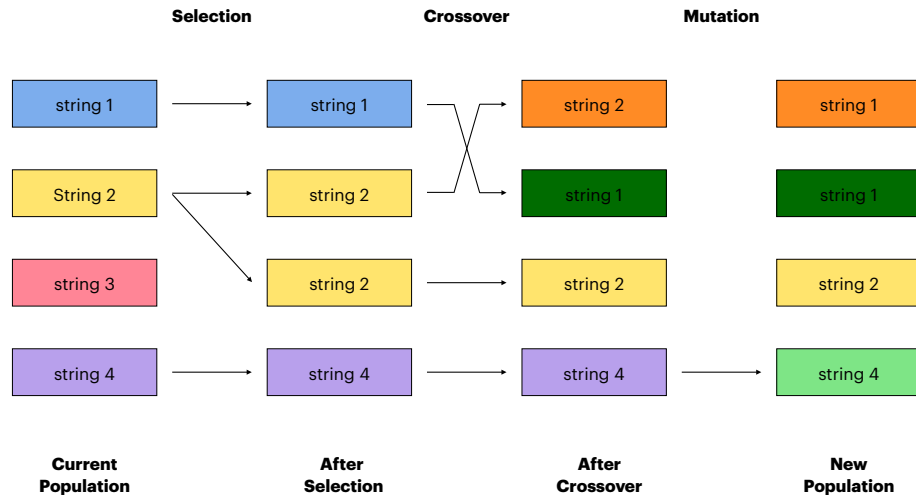 Selection
Crossover
Mutation
string 1
string 1
string 2
string 1
String 2
string 2
string 1
string 1
string 3
string 2
string 2
string 2
string 4
string 4
string 4
string 4
Current
Population
After
Selection
After
Crossover
New
Population